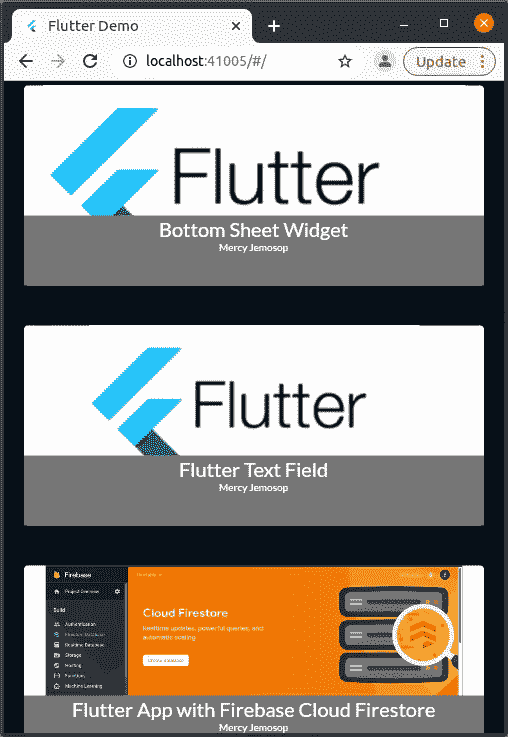 Flutter Demo
localhost:41005/#/
Update
Flutter
Bottom Sheet Widget
Mercy Jemosop
Flutter
Flutter Text Field
Mercy Jemosop
Firebase
Project Overview
Build
Authentication
Firestore Database
Realtime Database
Storage
Hosting
Functions
Machine Learning
Cloud Firestore
Realtime updates, powerful queries, and
automatic scaling
Create database
Flutter App with Firebase Cloud Firestore
Mercy Jemosop